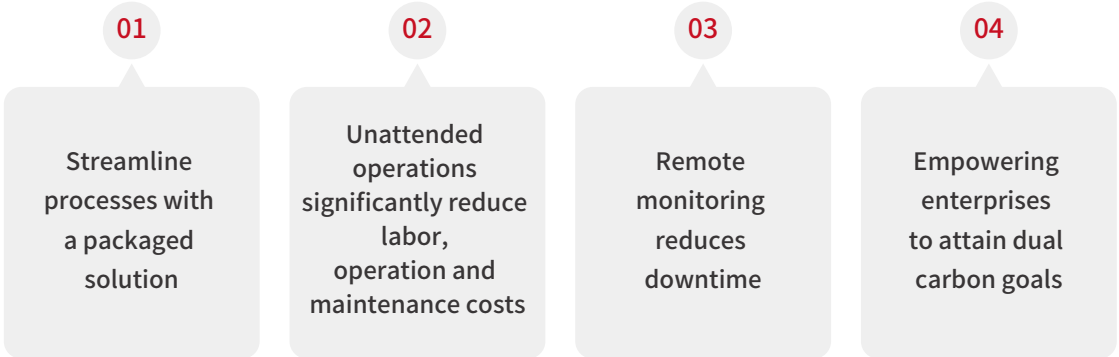 01
Streamline
processes with
a packaged
solution
02
Unattended
operations
significantly reduce
labor,
operation and
maintenance costs
03
Remote
monitoring
reduces
downtime
04
Empowering
enterprises
to attain dual
carbon goals